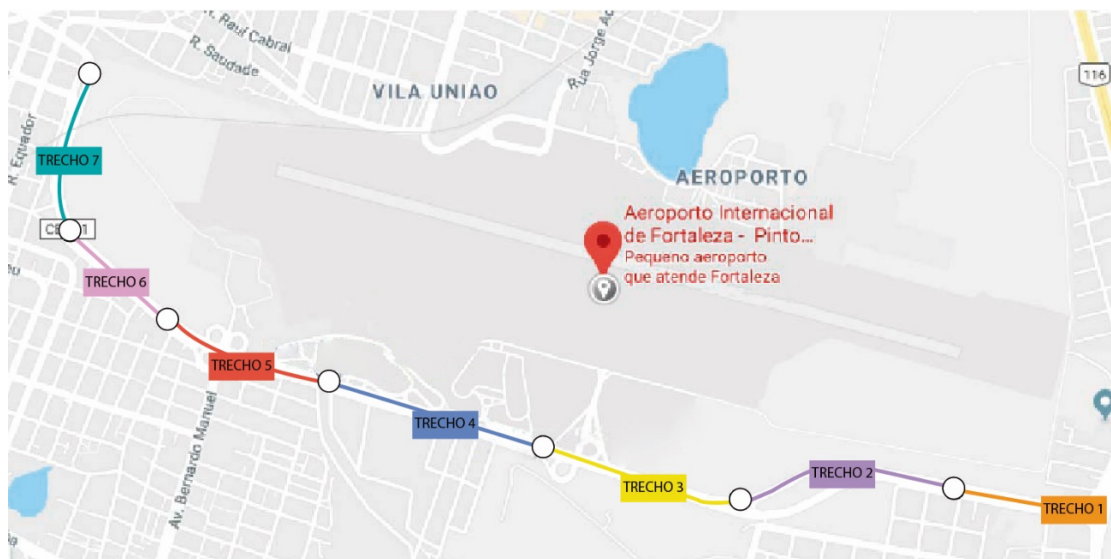 R. Raul Cabral
R. Saudade
Rua Jorge Ac
VILA UNIAO
116
R. Equador
TRECHO 7
AEROPORTO
Aeroporto Internacional
de Fortaleza - Pinto...
Pequeno aeroporto
que atende Fortaleza
TRECHO 6
TRECHO 5
TRECHO 4
Av. Bernardo Manuel
TRECHO 3
TRECHO 2
TRECHO 1